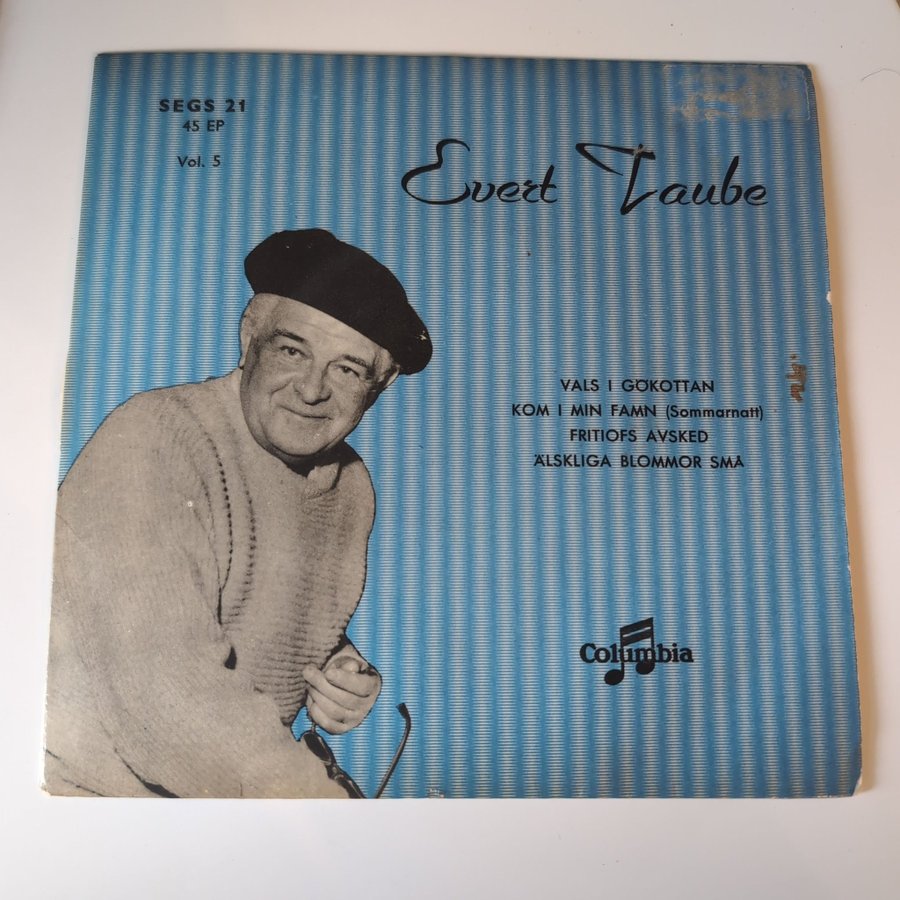 SEGS 21
45 EP
Vol. 5
Evert Taube
VALS I GÖKOTTAN
KOM I MIN FAMN (Sommarnatt)
FRITIOFS AVSKED
ÄLSKLIGA BLOMMOR SMÅ
Columbia